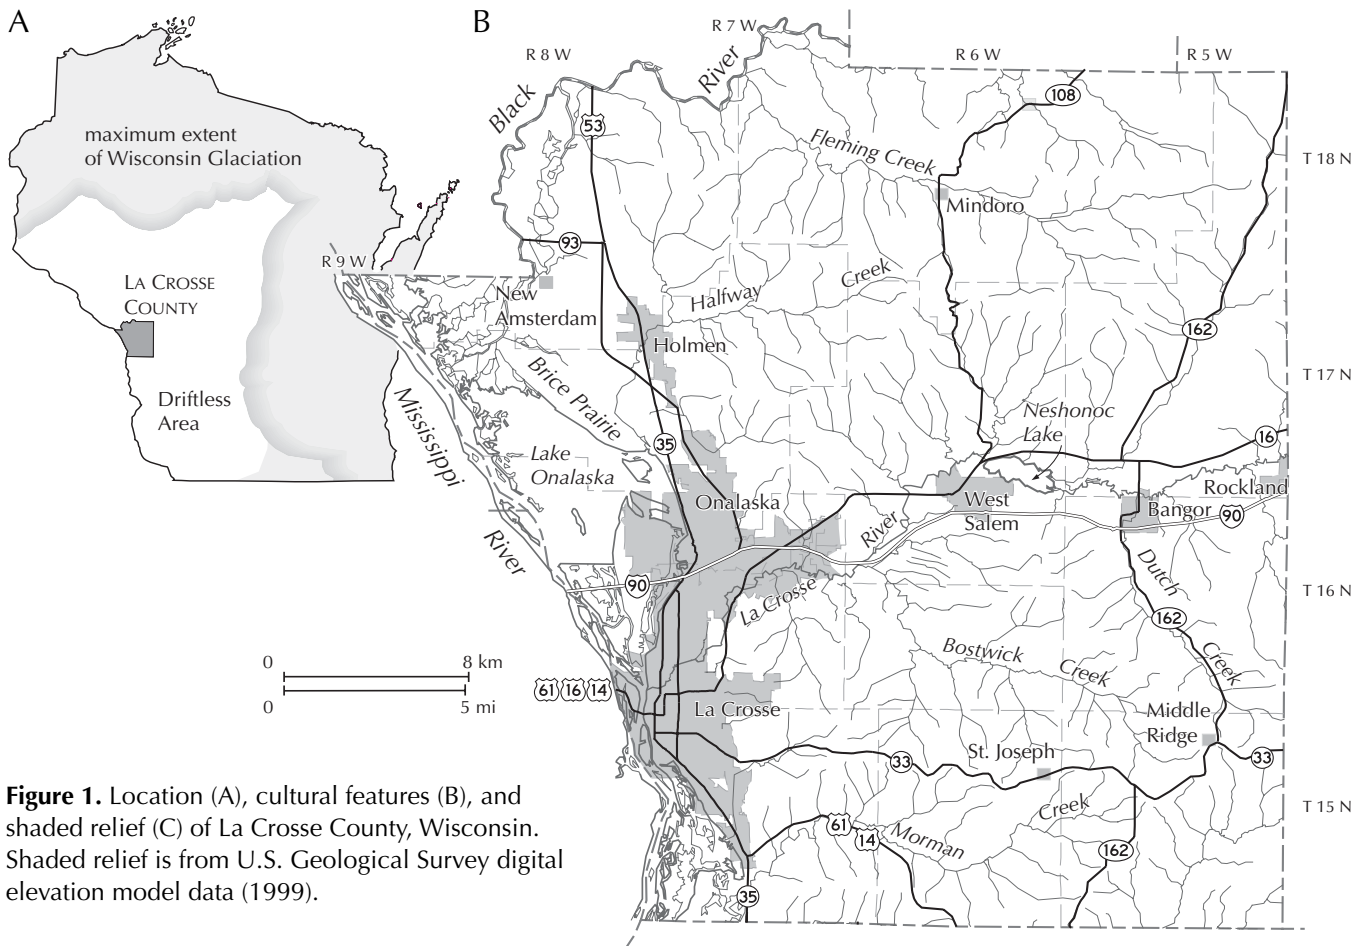 A
maximum extent
of Wisconsin Glaciation
LA CROSSE
COUNTY
Driftless
Area
B
R 9 W
R 8 W
R 7 W
R 6 W
R 5 W
T 18 N
T 17 N
T 16 N
T 15 N
Black
River
53
108
Fleming Creek
Mindoro
93
Halfway
Creek
New
Amsterdam
Holmen
162
Brice Prairie
Mississippi
River
Lake
Onalaska
35
Neshonoc
Lake
16
Onalaska
West
Salem
Rockland
Bangor
90
River
La Crosse
90
Dutch
Creek
162
Bostwick
Creek
0
8 km
0
5 mi
61
16
14
La Crosse
Middle
Ridge
St. Joseph
33
33
Creek
Morman
61
14
162
35
Figure 1. Location (A), cultural features (B), and
shaded relief (C) of La Crosse County, Wisconsin.
Shaded relief is from U.S. Geological Survey digital
elevation model data (1999).